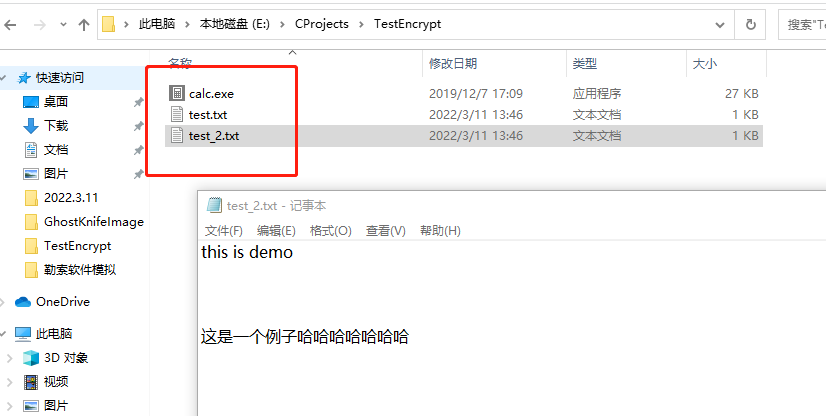 此电脑 › 本地磁盘 (E:) › CProjects › TestEncrypt
搜索"T
名称 修改日期 类型 大小
calc.exe 2019/12/7 17:09 应用程序 27 KB
test.txt 2022/3/11 13:46 文本文档 1 KB
test_2.txt 2022/3/11 13:46 文本文档 1 KB
快速访问
桌面
下载
文档
图片
2022.3.11
GhostKnifeImage
TestEncrypt
勒索软件模拟
OneDrive
此电脑
3D 对象
视频
图片
test_2.txt - 记事本
文件(F) 编辑(E) 格式(O) 查看(V) 帮助(H)
this is demo
这是一个例子哈哈哈哈哈哈哈